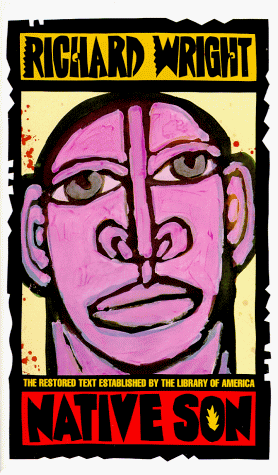 RICHARD WRIGHT
THE RESTORED TEXT ESTABLISHED BY THE LIBRARY OF AMERICA
NATIVE SON